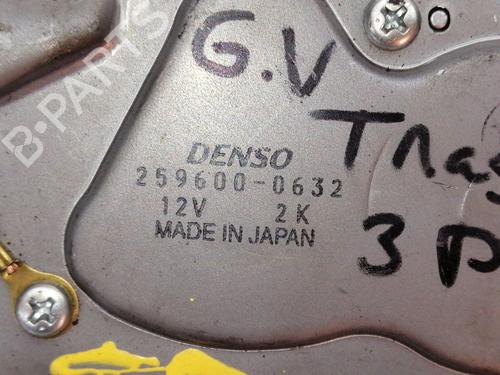 B-PARTS
G.V
DENSO
259600-0632
12V 2K
MADE IN JAPAN
3P